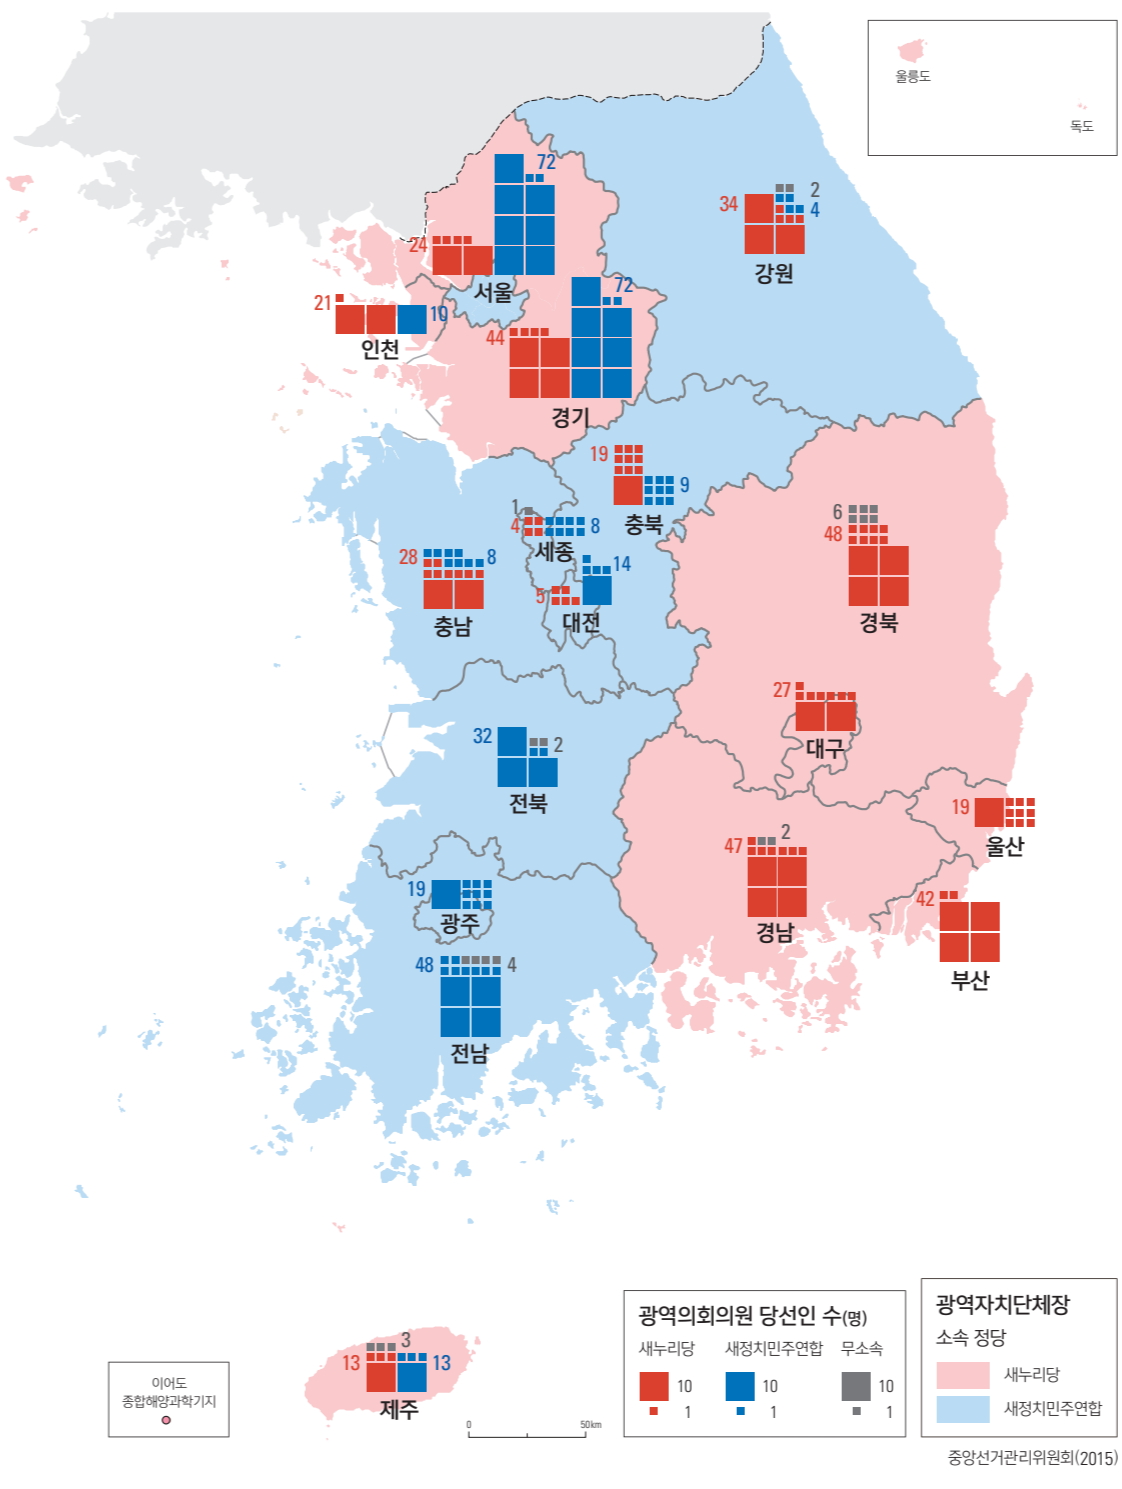 울릉도
독도
72
24
서울
34
2
4
강원
21
10
인천
72
44
경기
19
9
충북
1
4
8
세종
28
8
충남
14
5
대전
6
48
경북
27
대구
32
2
전북
19
울산
47
2
경남
42
부산
19
광주
48
4
전남
3
13
13
제주
이어도
종합해양과학기지
0 50km
광역의회의원 당선인 수(명)
새누리당 새정치민주연합 무소속
10 10 10
1 1 1
광역자치단체장
소속 정당
새누리당
새정치민주연합
중앙선거관리위원회(2015)